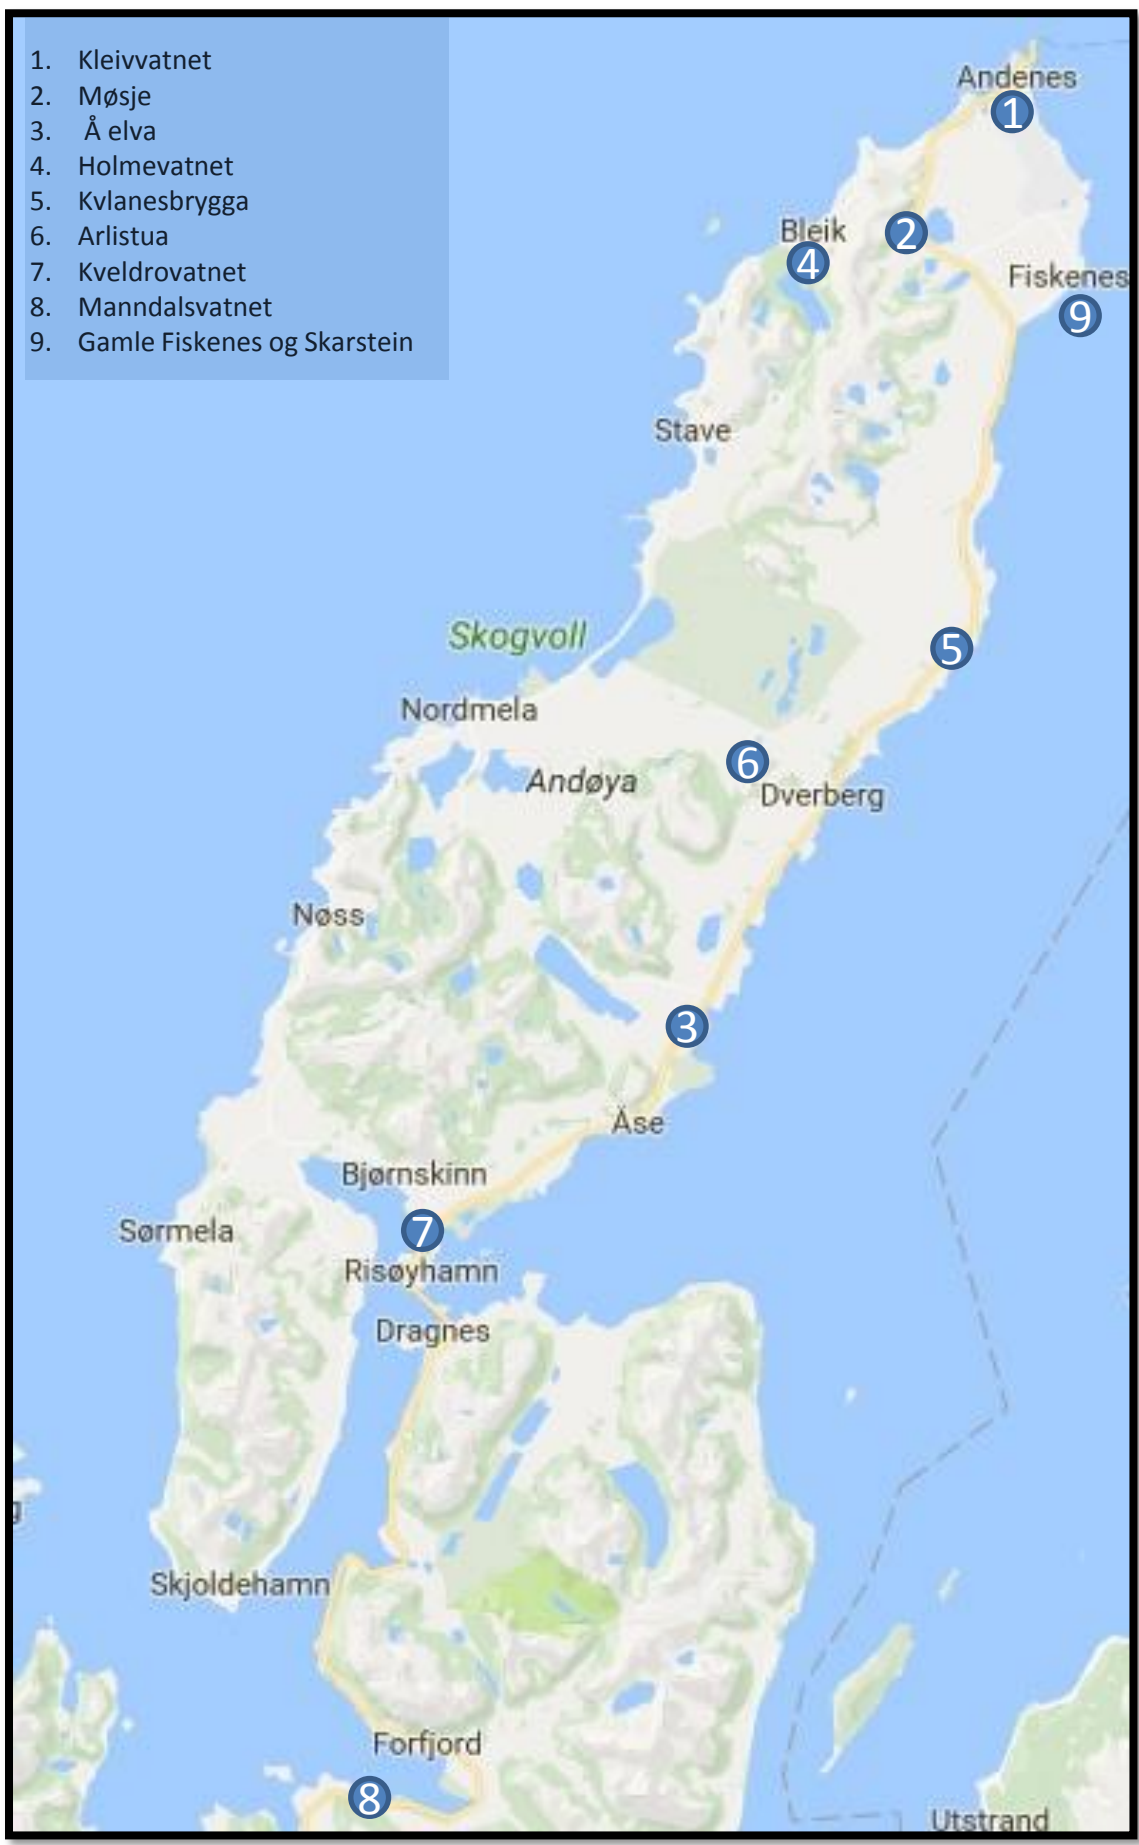 1. Kleivvatnet
2. Møsje
3. Å elva
4. Holmevatnet
5. Kvlanesbrygga
6. Arlistua
7. Kveldrovatnet
8. Manndalsvatnet
9. Gamle Fiskenes og Skarstein
Andenes
1
Bleik
2
4
Fiskenes
9
Stave
Skogvoll
5
Nordmela
6
Andøya
Dverberg
Nøss
3
Åse
Bjørnskinn
Sørmela
7
Risøyhamn
Dragnes
g
Skjoldehamn
Forfjord
8
Utstrand